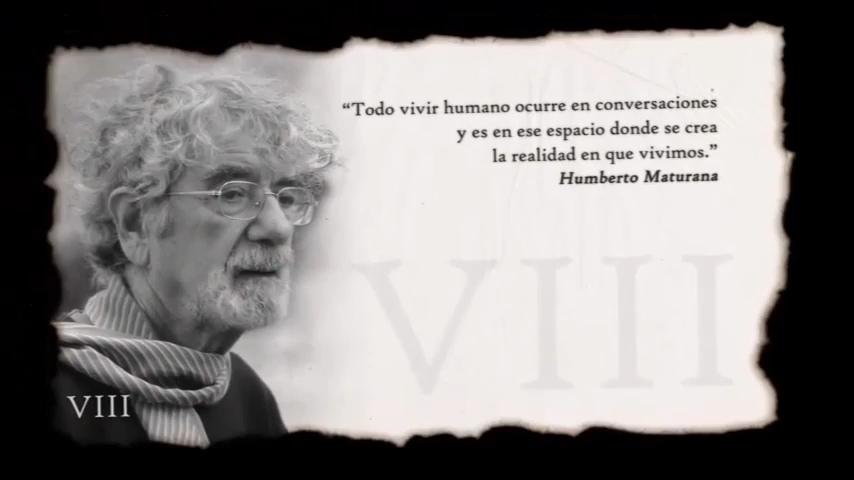 “Todo vivir humano ocurre en conversaciones
y es en ese espacio donde se crea
la realidad en que vivimos.”
Humberto Maturana
VIII
VIII